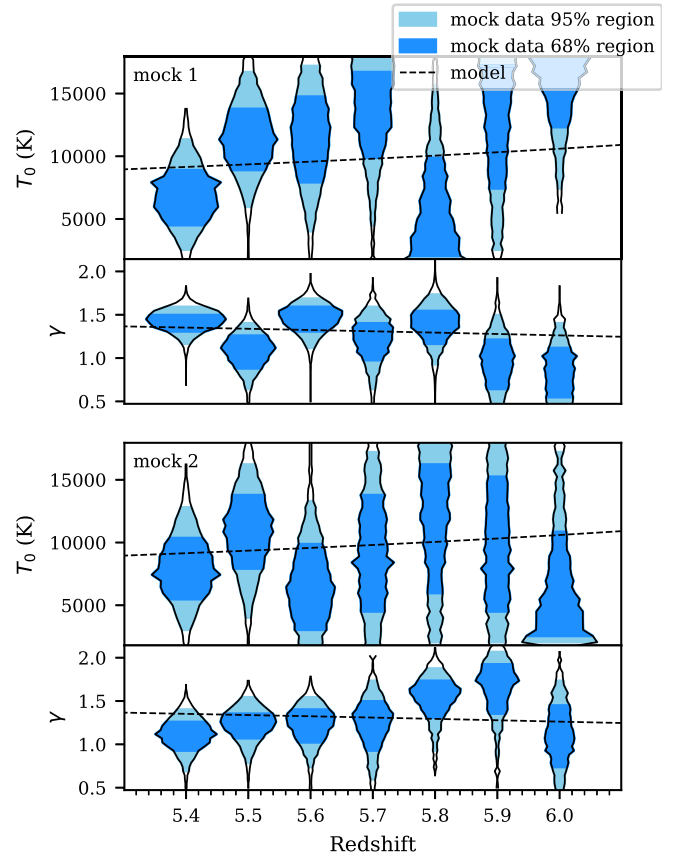 mock data 95% region
mock data 68% region
model
mock 1
15000
10000
5000
T₀ (K)
2.0
1.5
1.0
0.5
γ
mock 2
15000
10000
5000
T₀ (K)
2.0
1.5
1.0
0.5
γ
5.4 5.5 5.6 5.7 5.8 5.9 6.0
Redshift